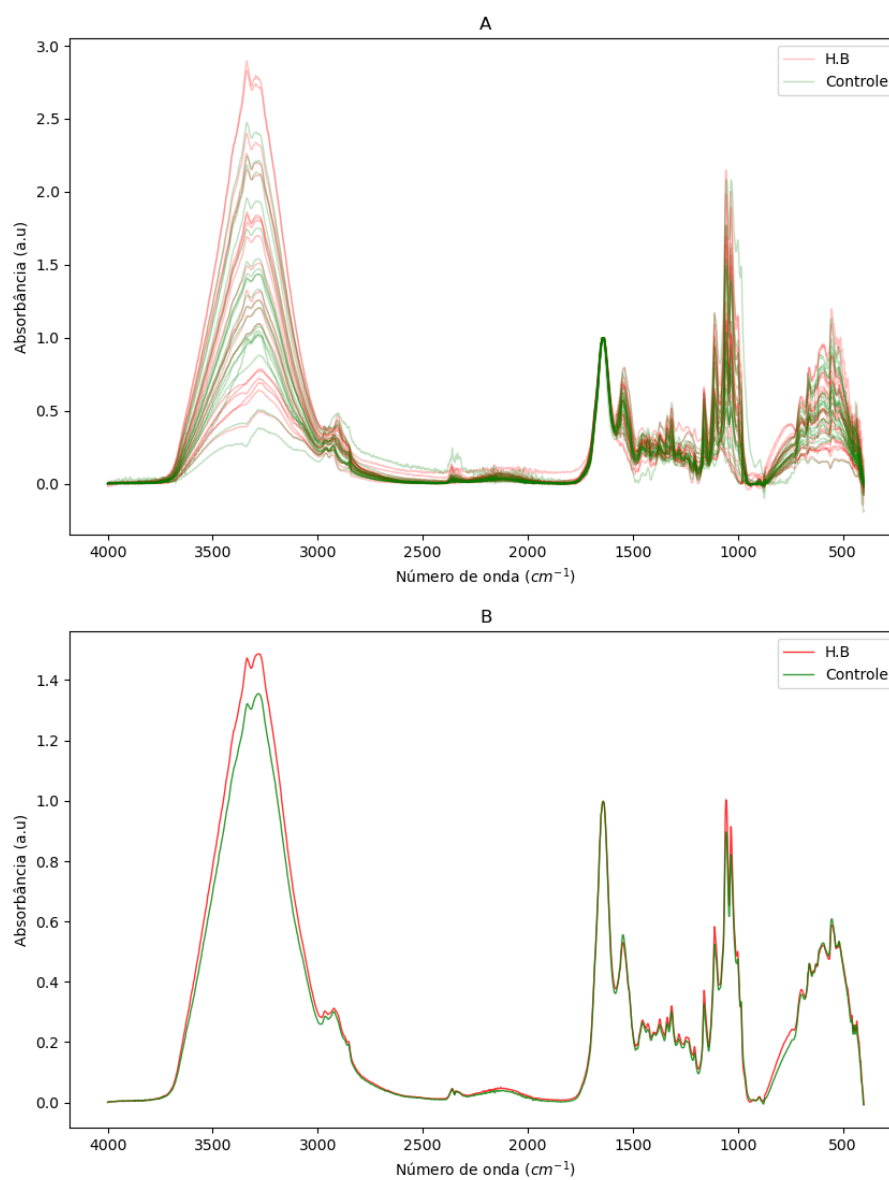 A
H.B
Controle
3.0
2.5
2.0
1.5
1.0
0.5
0.0
Absorbância (a.u)
4000 3500 3000 2500 2000 1500 1000 500
Número de onda (cm⁻¹)
B
H.B
Controle
1.4
1.2
1.0
0.8
0.6
0.4
0.2
0.0
Absorbância (a.u)
4000 3500 3000 2500 2000 1500 1000 500
Número de onda (cm⁻¹)